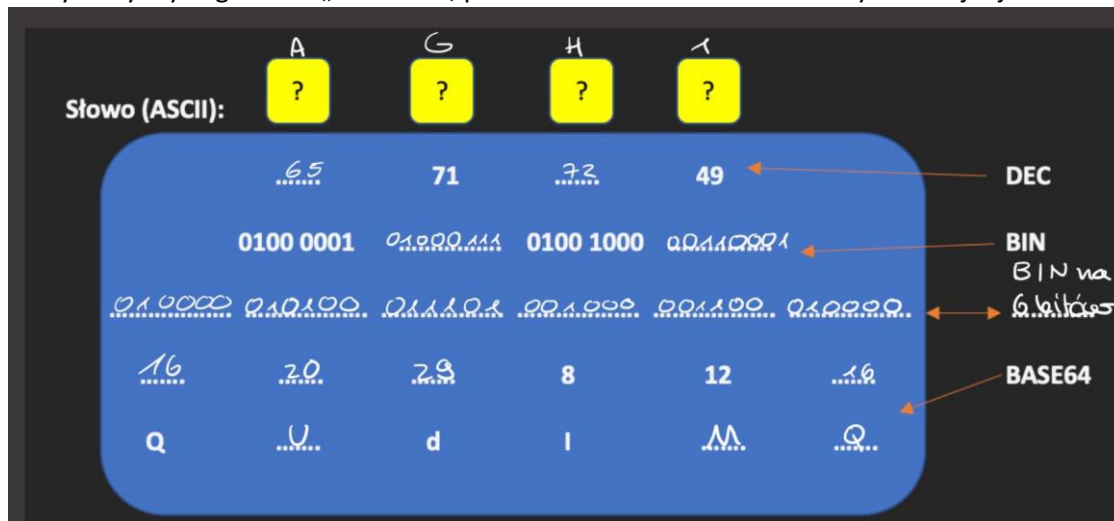 A G H 1
Słowo (ASCII): ? ? ? ?
65 71 72 49 DEC
0100 0001 01000111 0100 1000 00110001 BIN
BIN na
010000 010100 011101 001000 001100 010000 6 bitów
16 20 29 8 12 16 BASE64
Q U d I M Q